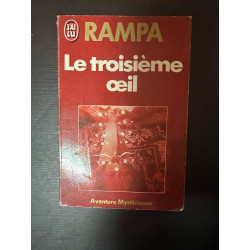 J'AI
LU
RAMPA
Le troisième
œil
Aventure Mystérieuse